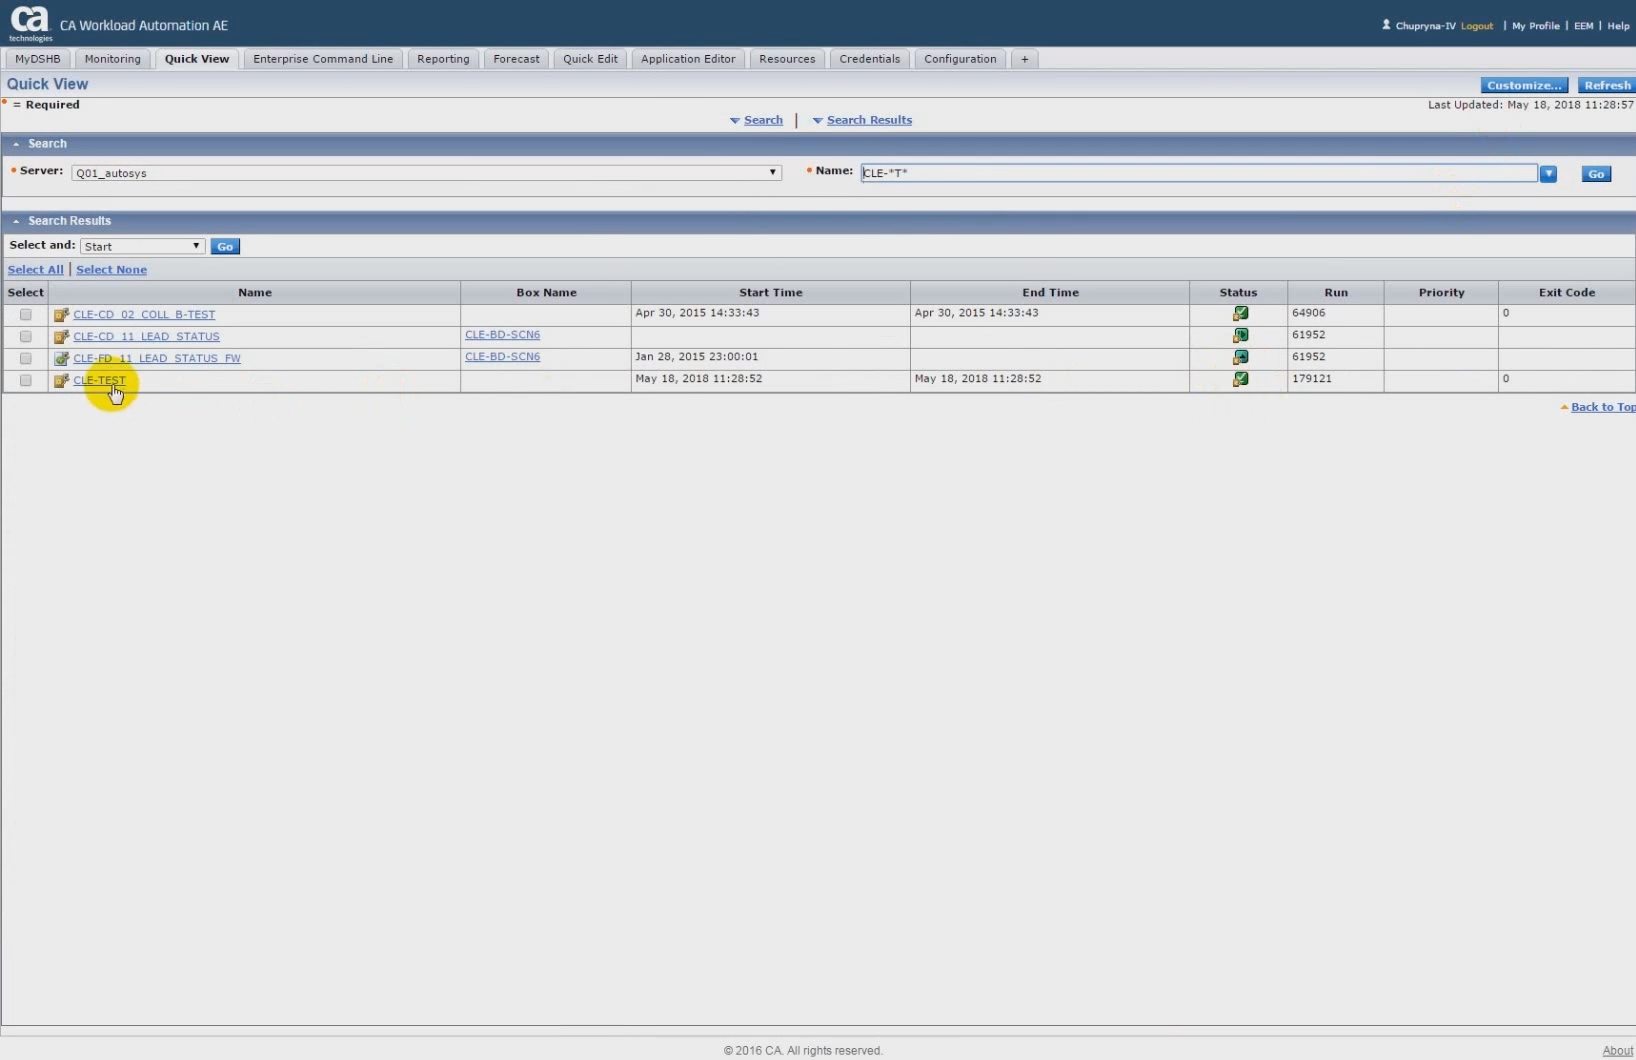 ca
technologies
CA Workload Automation AE
Chupryna-IV Logout | My Profile | EEM | Help
MyDSHB Monitoring Quick View Enterprise Command Line Reporting Forecast Quick Edit Application Editor Resources Credentials Configuration +
Quick View Customize... Refresh
= Required Last Updated: May 18, 2018 11:28:57
Search | Search Results
Search
Server: Q01_autosys Name: CLE-*T* Go
Search Results
Select and: Start Go
Select All | Select None
Select Name Box Name Start Time End Time Status Run Priority Exit Code
CLE-CD_02_COLL_B-TEST Apr 30, 2015 14:33:43 Apr 30, 2015 14:33:43 64906 0
CLE-CD_11_LEAD_STATUS CLE-BD-SCN6 61952
CLE-FD_11_LEAD_STATUS_FW CLE-BD-SCN6 Jan 28, 2015 23:00:01 61952
CLE-TEST May 18, 2018 11:28:52 May 18, 2018 11:28:52 179121 0
Back to Top
© 2016 CA. All rights reserved. About